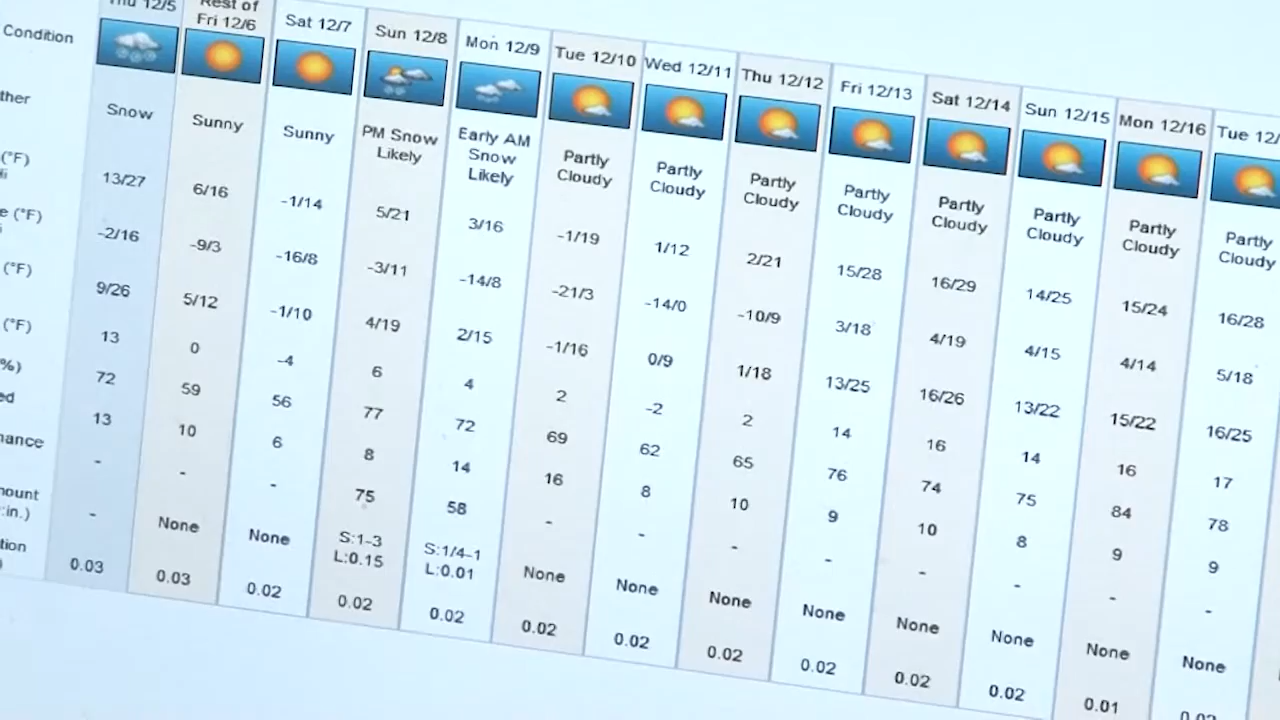 Rest of
Thu 12/5 Fri 12/6 Sat 12/7 Sun 12/8 Mon 12/9 Tue 12/10 Wed 12/11 Thu 12/12 Fri 12/13 Sat 12/14 Sun 12/15 Mon 12/16 Tue 12/
Condition
ther Snow Sunny Sunny PM Snow Early AM Partly Partly Partly Partly Partly Partly Partly Partly
Likely Snow Cloudy Cloudy Cloudy Cloudy Cloudy Cloudy Cloudy Cloudy
Likely
(°F) 13/27 6/16 -1/14 5/21 3/16 -1/19 1/12 2/21 15/28 16/29 14/25 15/24 16/28
e (°F) -2/16 -9/3 -16/8 -3/11 -14/8 -21/3 -14/0 -10/9 3/18 4/19 4/15 4/14 5/18
(°F) 9/26 5/12 -1/10 4/19 2/15 -1/16 0/9 1/18 13/25 16/26 13/22 15/22 16/25
(°F) 13 0 -4 6 4 2 -2 2 14 16 14 16 17
%) 72 59 56 77 72 69 62 65 76 74 75 84 78
ed 13 10 6 8 14 16 8 10 9 10 8 9 9
hance - - - 75 58 - - - - - - - -
mount - None None S:1-3 S:1/4-1 None None None None None None None None
:in.) L:0.15 L:0.01
tion 0.03 0.03 0.02 0.02 0.02 0.02 0.02 0.02 0.02 0.02 0.02 0.01
)